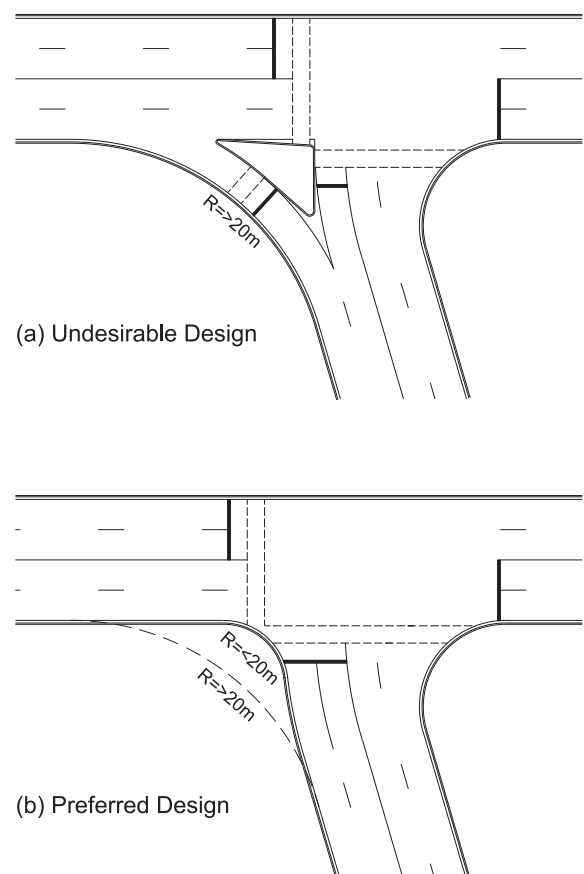 R=>20m
(a) Undesirable Design
R=<20m
R=>20m
(b) Preferred Design